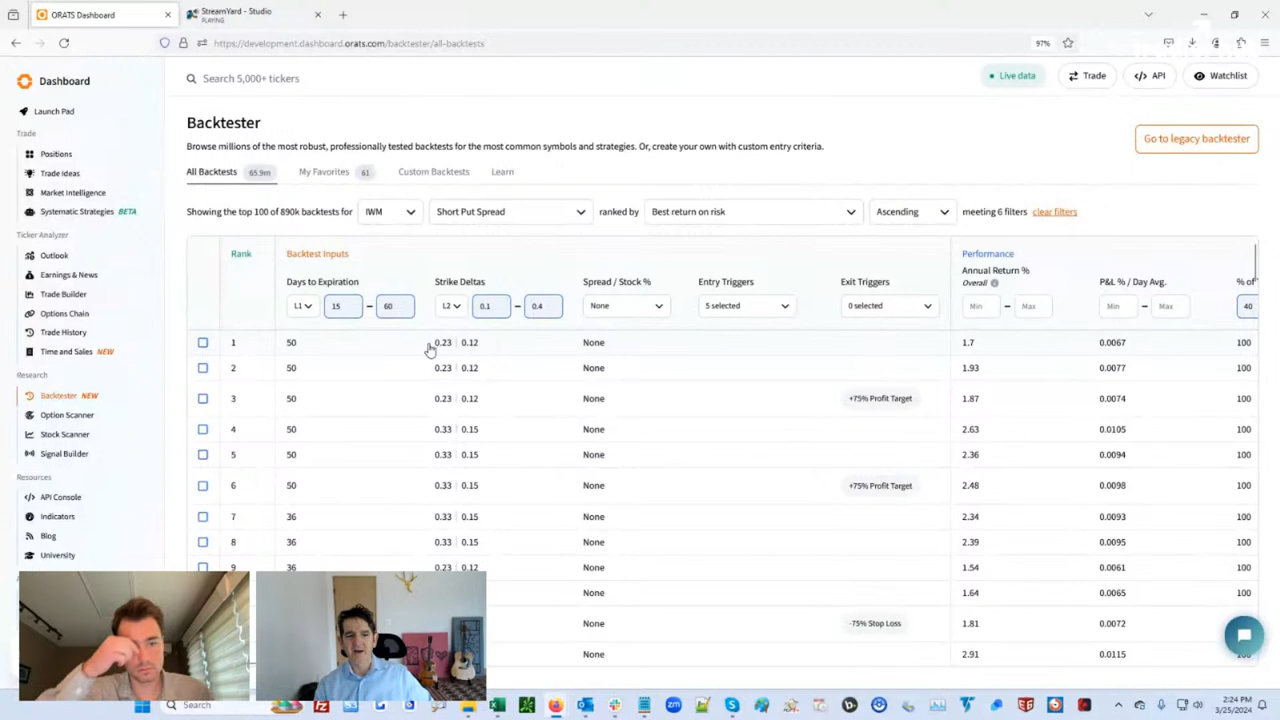 ORATS Dashboard
StreamYard - Studio
PLAYING
https://development.dashboard.orats.com/backtester/all-backtests
97%
Dashboard
Search 5,000+ tickers
Live data
Trade
</> API
Watchlist
Launch Pad
Trade
Positions
Trade Ideas
Market Intelligence
Systematic Strategies BETA
Ticker Analyzer
Outlook
Earnings & News
Trade Builder
Options Chain
Trade History
Time and Sales NEW
Research
Backtester NEW
Option Scanner
Stock Scanner
Signal Builder
Resources
</> API Console
Indicators
Blog
University
Backtester
Browse millions of the most robust, professionally tested backtests for the most common symbols and strategies. Or, create your own with custom entry criteria.
Go to legacy backtester
All Backtests 65.9m My Favorites 61 Custom Backtests Learn
Showing the top 100 of 890k backtests for IWM Short Put Spread ranked by Best return on risk Ascending meeting 6 filters clear filters
Rank Backtest Inputs Performance
Days to Expiration Strike Deltas Spread / Stock % Entry Triggers Exit Triggers Annual Return % Overall P&L % / Day Avg. % of
L1 15 – 60 L2 0.1 – 0.4 None 5 selected 0 selected Min – Max Min – Max 40
1 50 0.23 0.12 None 1.7 0.0067 100
2 50 0.23 0.12 None 1.93 0.0077 100
3 50 0.23 0.12 None +75% Profit Target 1.87 0.0074 100
4 50 0.33 0.15 None 2.63 0.0105 100
5 50 0.33 0.15 None 2.36 0.0094 100
6 50 0.33 0.15 None +75% Profit Target 2.48 0.0098 100
7 36 0.33 0.15 None 2.34 0.0093 100
8 36 0.33 0.15 None 2.39 0.0095 100
9 36 0.23 0.12 None 1.54 0.0061 100
None 1.64 0.0065 100
None -75% Stop Loss 1.81 0.0072 100
None 2.91 0.0115 100
Search
2:24 PM
3/25/2024